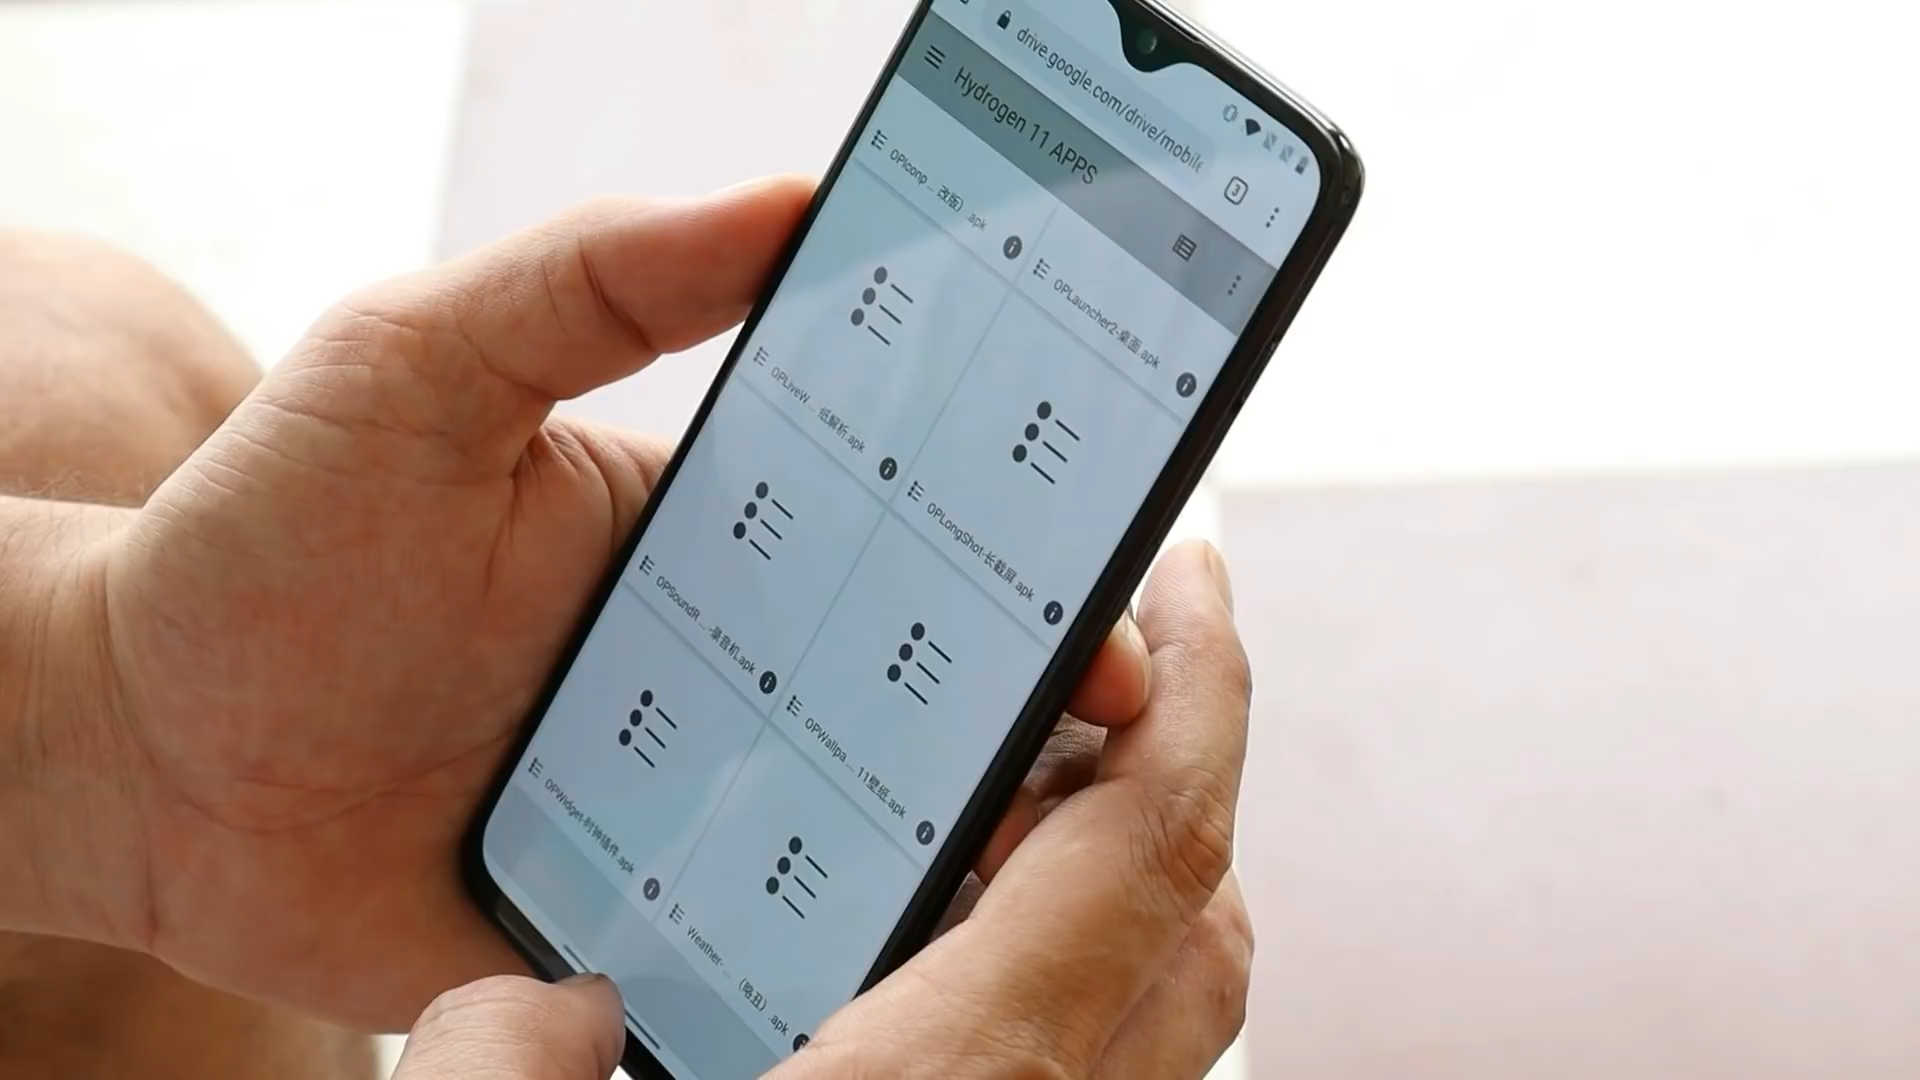 drive.google.com/drive/mobile
3
Hydrogen 11 APPS
OPIconp ... 改版）.apk
OPLauncher2-桌面.apk
OPLiveW ... 纸解析.apk
OPLongShot-长截屏.apk
OPSoundR ... -录音机.apk
OPWallpa ... 11壁纸.apk
OPWidget-时钟插件.apk
Weather- ... （略丑）.apk